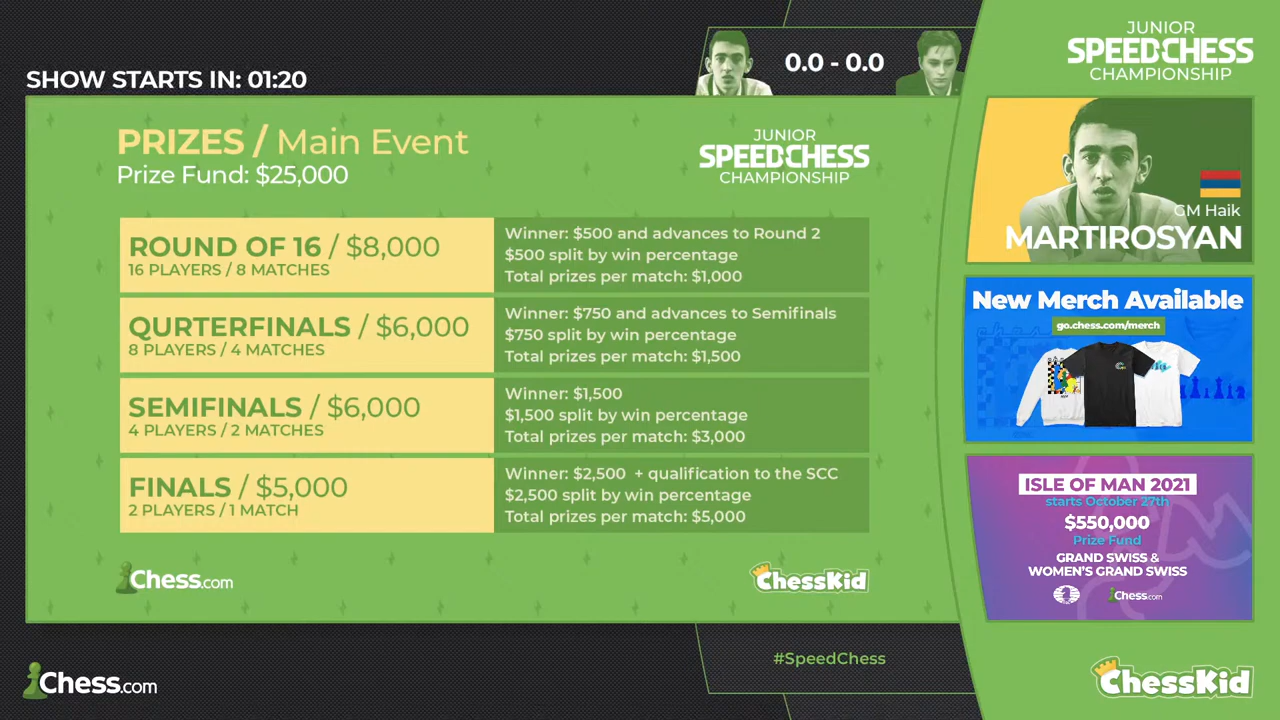 SHOW STARTS IN: 01:20
0.0 - 0.0
PRIZES / Main Event
Prize Fund: $25,000
JUNIOR
SPEEDCHESS
CHAMPIONSHIP
ROUND OF 16 / $8,000
16 PLAYERS / 8 MATCHES
Winner: $500 and advances to Round 2
$500 split by win percentage
Total prizes per match: $1,000
QURTERFINALS / $6,000
8 PLAYERS / 4 MATCHES
Winner: $750 and advances to Semifinals
$750 split by win percentage
Total prizes per match: $1,500
SEMIFINALS / $6,000
4 PLAYERS / 2 MATCHES
Winner: $1,500
$1,500 split by win percentage
Total prizes per match: $3,000
FINALS / $5,000
2 PLAYERS / 1 MATCH
Winner: $2,500 + qualification to the SCC
$2,500 split by win percentage
Total prizes per match: $5,000
Chess.com
ChessKid
#SpeedChess
Chess.com
JUNIOR
SPEEDCHESS
CHAMPIONSHIP
GM Haik
MARTIROSYAN
New Merch Available
go.chess.com/merch
ISLE OF MAN 2021
starts October 27th
$550,000
Prize Fund
GRAND SWISS &
WOMEN'S GRAND SWISS
Chess.com
ChessKid